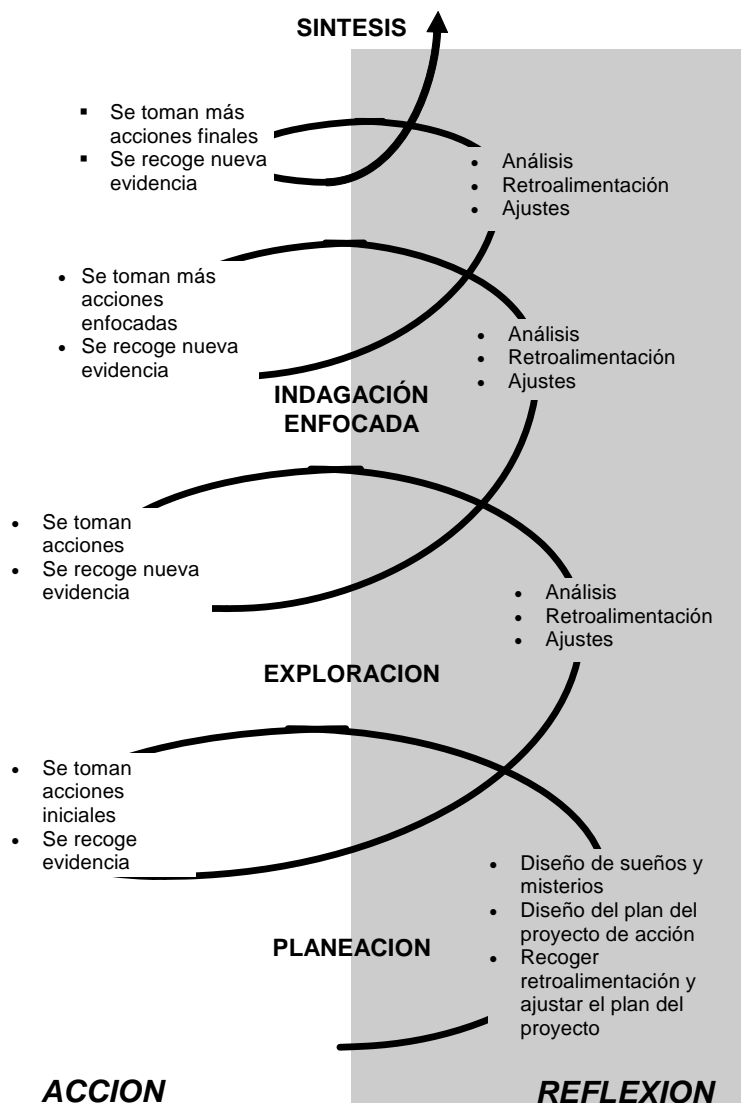 SINTESIS
▪ Se toman más
acciones finales
▪ Se recoge nueva
evidencia
• Análisis
• Retroalimentación
• Ajustes
• Se toman más
acciones
enfocadas
• Se recoge nueva
evidencia
• Análisis
• Retroalimentación
• Ajustes
INDAGACIÓN
ENFOCADA
• Se toman
acciones
• Se recoge nueva
evidencia
• Análisis
• Retroalimentación
• Ajustes
EXPLORACION
• Se toman
acciones
iniciales
• Se recoge
evidencia
• Diseño de sueños y
misterios
• Diseño del plan del
proyecto de acción
• Recoger
retroalimentación y
ajustar el plan del
proyecto
PLANEACION
ACCION
REFLEXION